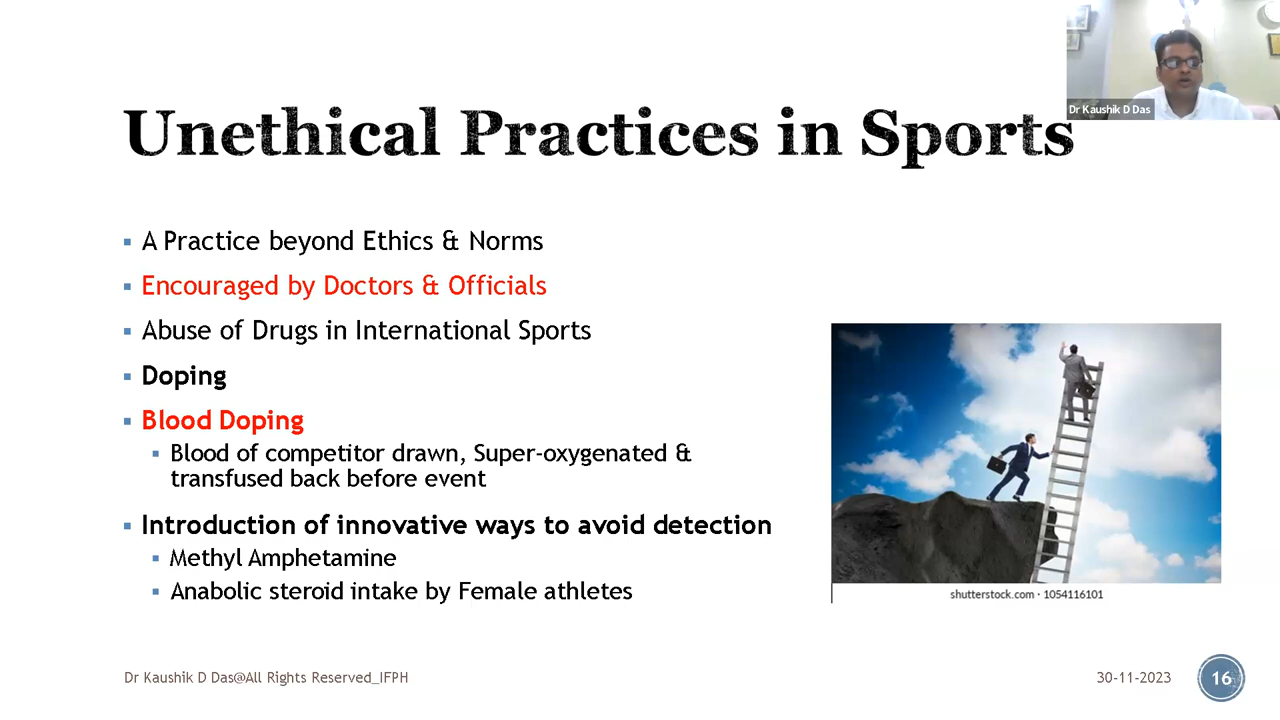 Dr Kaushik D Das
Unethical Practices in Sports
A Practice beyond Ethics & Norms
Encouraged by Doctors & Officials
Abuse of Drugs in International Sports
Doping
Blood Doping
Blood of competitor drawn, Super-oxygenated &
transfused back before event
Introduction of innovative ways to avoid detection
Methyl Amphetamine
Anabolic steroid intake by Female athletes
shutterstock.com · 1054116101
Dr Kaushik D Das@All Rights Reserved_IFPH
30-11-2023
16